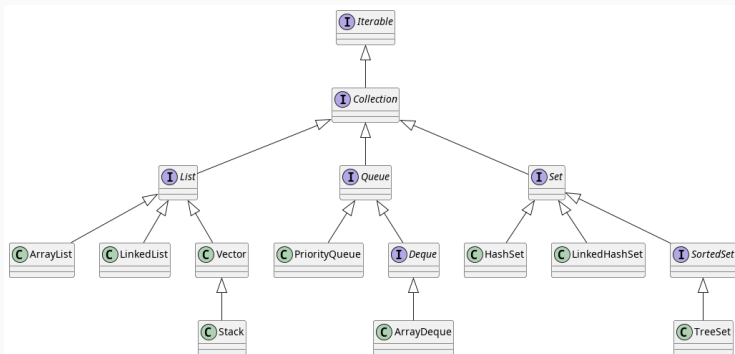 I Iterable
I Collection
I List
I Queue
I Set
C ArrayList
C LinkedList
C Vector
C PriorityQueue
I Deque
C HashSet
C LinkedHashSet
I SortedSet
C Stack
C ArrayDeque
C TreeSet